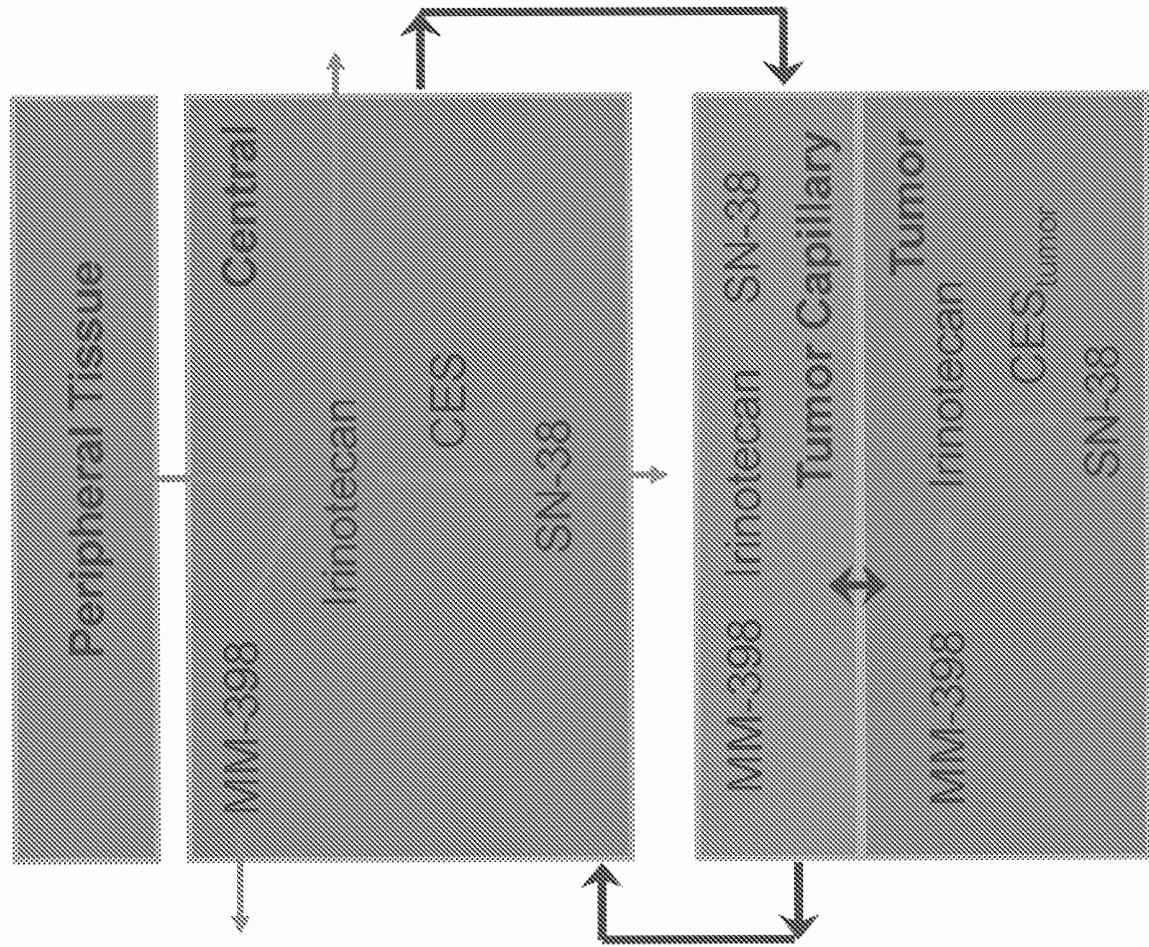 Peripheral Tissue
Central
MM-398
Irinotecan
CES
SN-38
MM-398 Irinotecan SN-38
Tumor Capillary
Tumor
MM-398 Irinotecan
CEStumor
SN-38